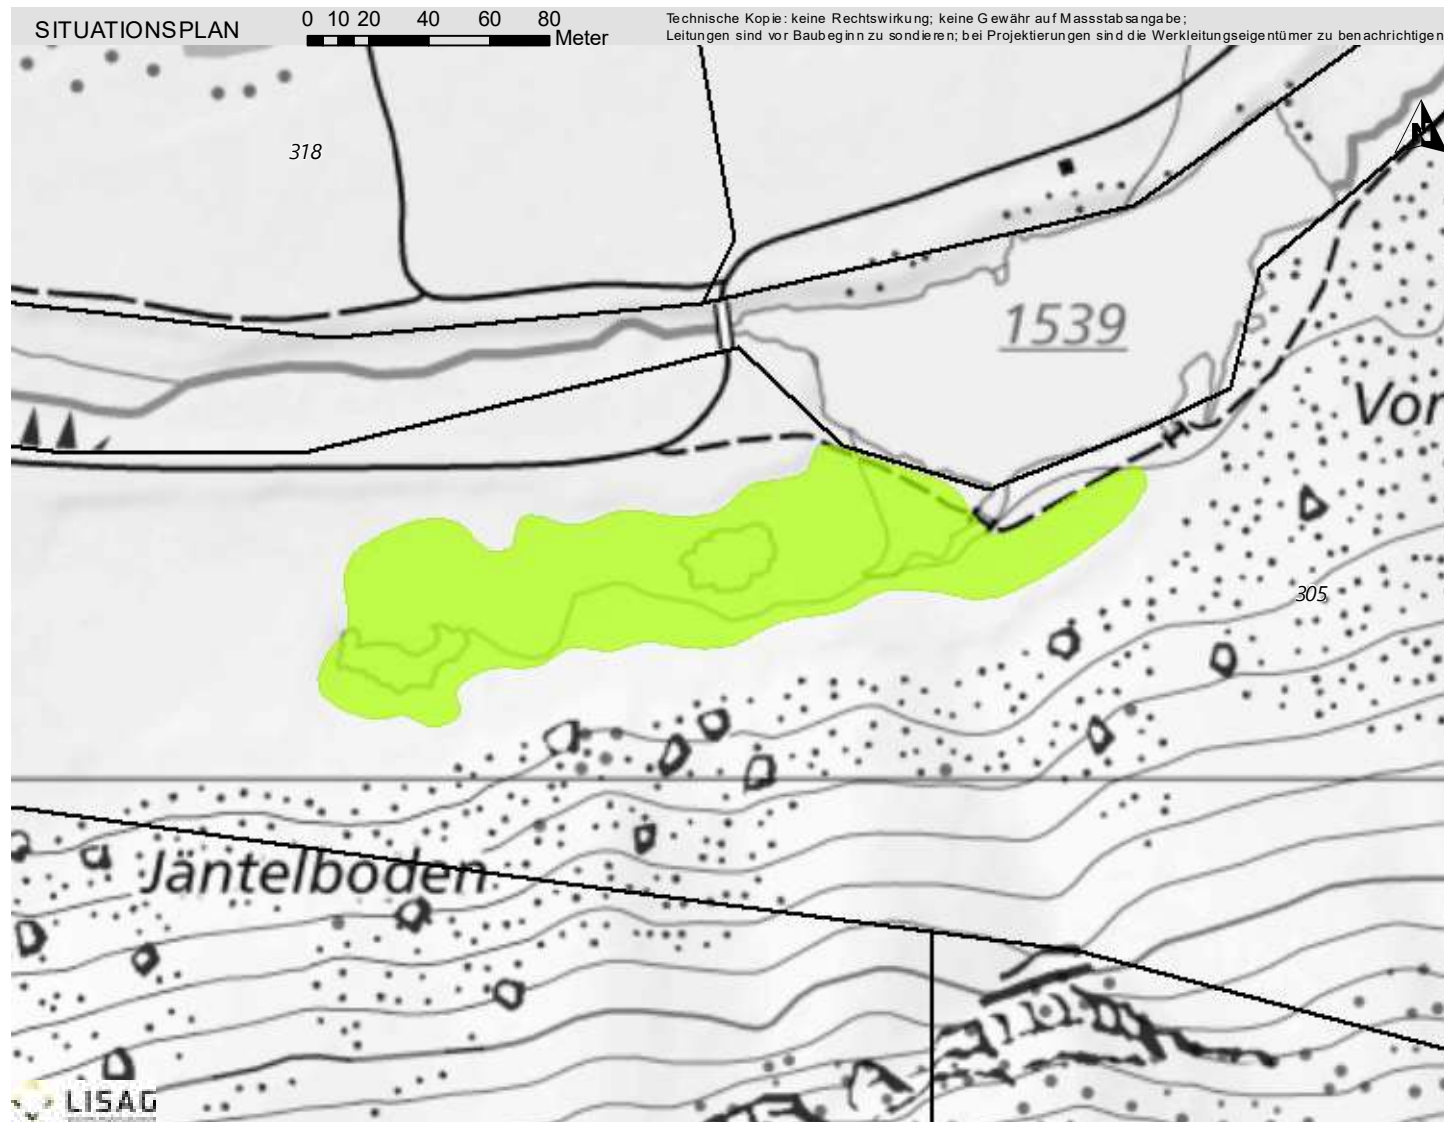 SITUATIONSPLAN
0 10 20 40 60 80
Meter
Technische Kopie: keine Rechtswirkung; keine Gewähr auf Massstabsangabe;
Leitungen sind vor Baubeginn zu sondieren; bei Projektierungen sind die Werkleitungseigentümer zu benachrichtigen
N
318
1539
Vor
305
Jäntelboden
LISAG